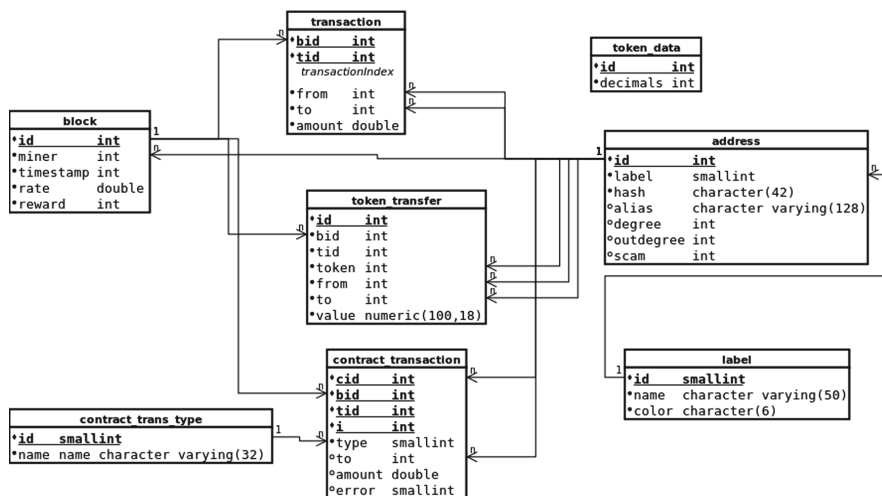 transaction
bid int
tid int
transactionIndex
from int
to int
amount double
token_data
id int
decimals int
block
id int
miner int
timestamp int
rate double
reward int
address
id int
label smallint
hash character(42)
alias character varying(128)
degree int
outdegree int
scam int
token_transfer
id int
bid int
tid int
token int
from int
to int
value numeric(100,18)
contract_transaction
cid int
bid int
tid int
i int
type smallint
to int
amount double
error smallint
label
id smallint
name character varying(50)
color character(6)
contract_trans_type
id smallint
name name character varying(32)
1
n
n
n
n
n
1
n
n
n
n
n
n
n
1
n
n
1